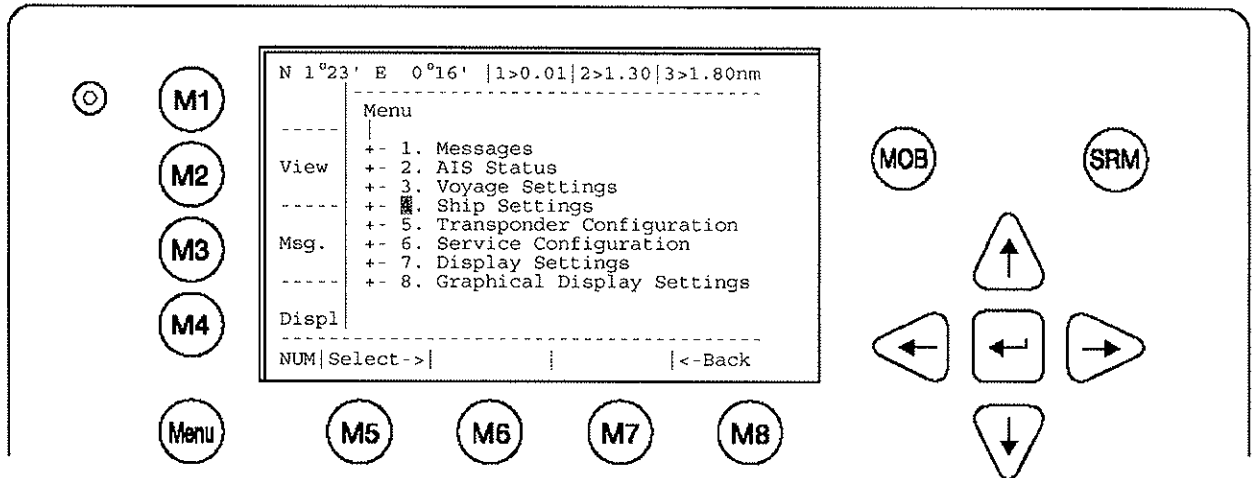 N 1°23' E 0°16' |1>0.01|2>1.30|3>1.80nm
Menu
+- 1. Messages
+- 2. AIS Status
+- 3. Voyage Settings
+- 4. Ship Settings
+- 5. Transponder Configuration
+- 6. Service Configuration
+- 7. Display Settings
+- 8. Graphical Display Settings
View
Msg.
Displ
NUM|Select->| | |<-Back
M1
M2
M3
M4
Menu
M5
M6
M7
M8
MOB
SRM